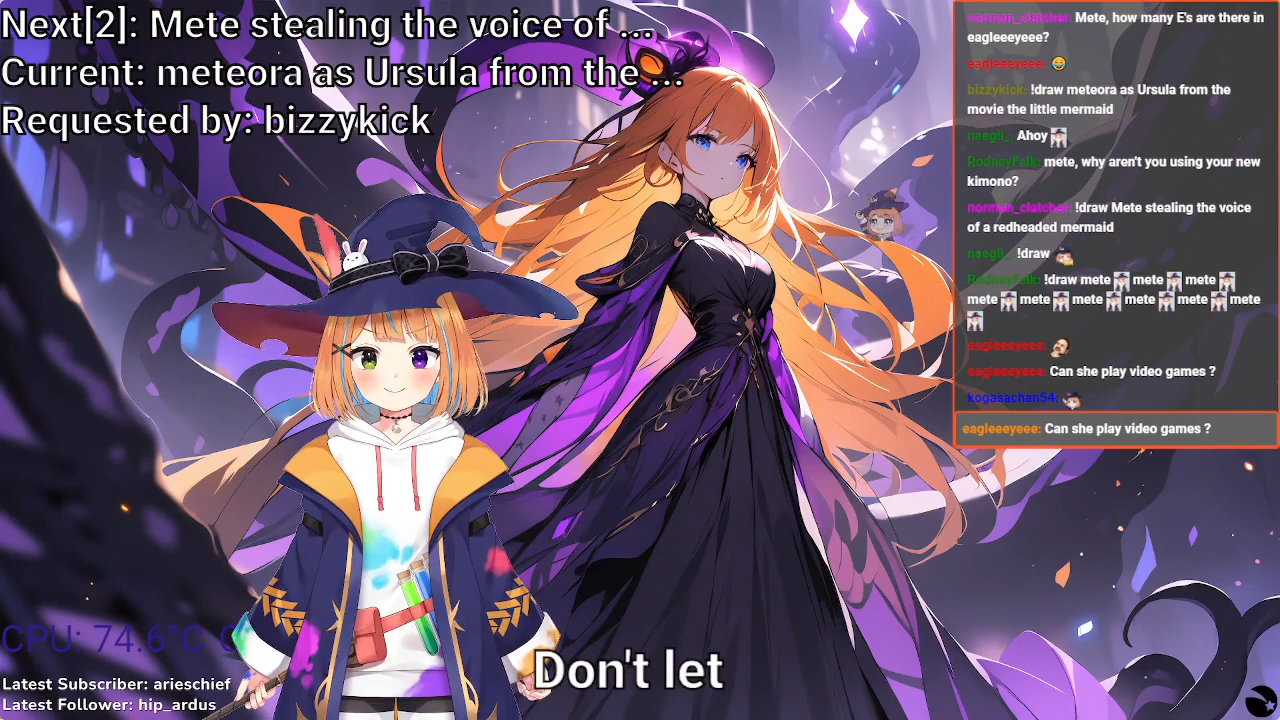 Next[2]: Mete stealing the voice of ...
Current: meteora as Ursula from the ...
Requested by: bizzykick
norman_clatcher: Mete, how many E's are there in
eagleeeyeee?
eagleeeyeee:
bizzykick: !draw meteora as Ursula from the
movie the little mermaid
naegil_: Ahoy
RodneyFalk: mete, why aren't you using your new
kimono?
norman_clatcher: !draw Mete stealing the voice
of a redheaded mermaid
naegil_: !draw
RodneyFalk: !draw mete mete mete
mete mete mete mete mete mete
eagleeeyeee:
eagleeeyeee: Can she play video games ?
kogasachan54:
eagleeeyeee: Can she play video games ?
CPU: 74.6°C
Don't let
Latest Subscriber: arieschief
Latest Follower: hip_ardus